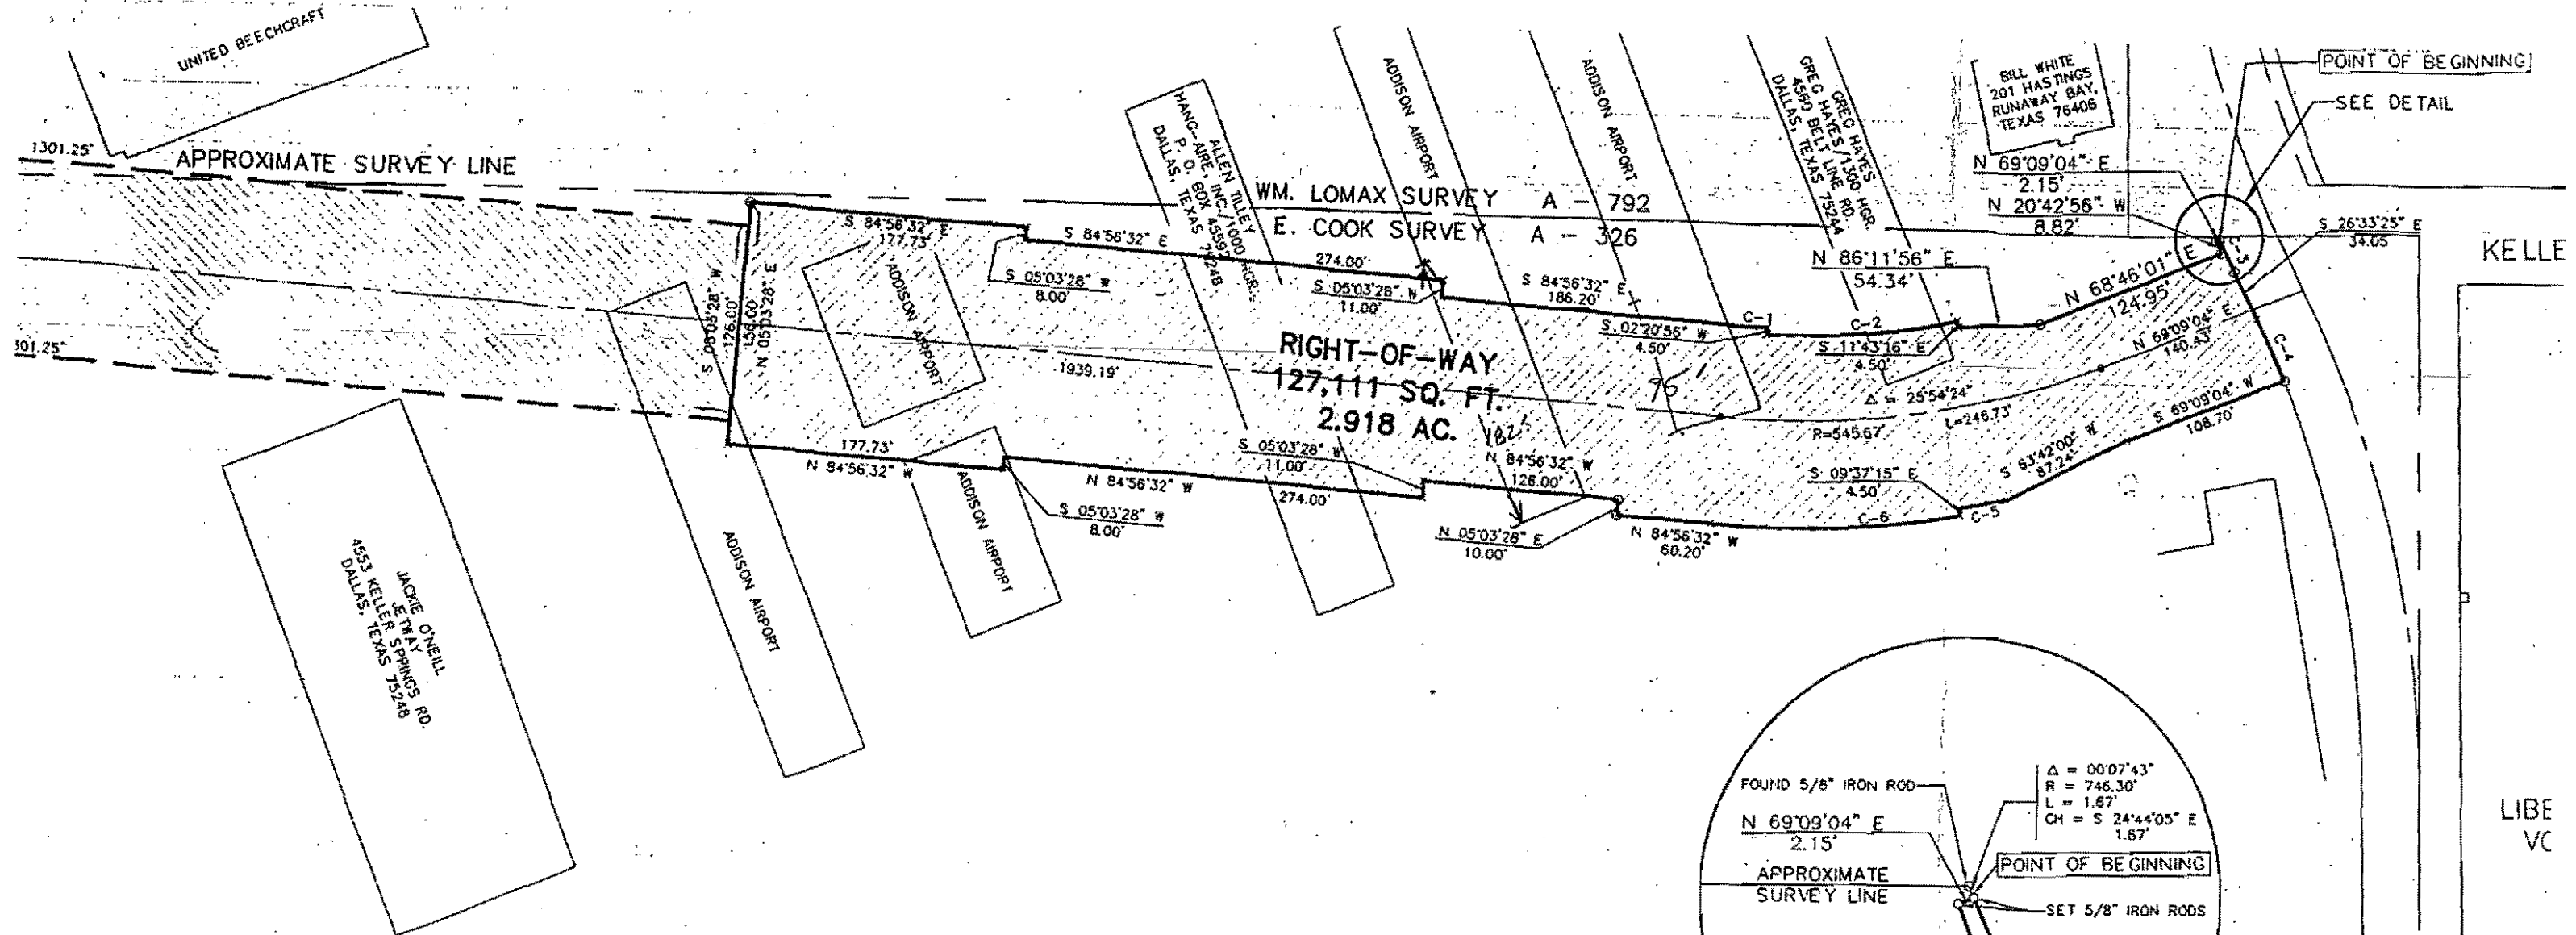 UNITED BEECHCRAFT
1301.25'
APPROXIMATE SURVEY LINE
301.25'
S 05°03'28" W
126.00'
156.00'
N 05°03'28" E
S 84°56'32" E
177.73'
ADDISON AIRPORT
S 05°03'28" W
8.00'
S 84°56'32" E
274.00'
ALLEN TILLEY
HANG-AIRE, INC./1000 HGR.
P. O. BOX
DALLAS, TEXAS 75248
WM. LOMAX SURVEY A - 792
E. COOK SURVEY A - 326
ADDISON AIRPORT
ADDISON AIRPORT
GREG HAYES
GREG HAYES/1300 HGR.
4560 BELT LINE RD.
DALLAS, TEXAS 75244
BILL WHITE
201 HASTINGS
RUNAWAY BAY,
TEXAS 76406
POINT OF BEGINNING
SEE DETAIL
N 69°09'04" E
2.15'
N 20°42'56" W
8.82'
S 26°33'25" E
34.05
KELLE
N 86°11'56" E
54.34'
N 68°46'01" E
124.95'
C-3
C-4
S 05°03'28" W
11.00'
S 84°56'32" E
186.20'
S 02°20'56" W
4.50'
C-1
C-2
S 11°43'16" E
4.50'
N 69°09'04" E
140.43'
RIGHT-OF-WAY
127,111 SQ. FT.
2.918 AC.
1939.19'
95'
182'
Δ = 25°54'24"
R=545.67'
L=246.73'
S 69°09'04" W
108.70'
S 63°42'00" W
87.24'
S 09°37'15" E
4.50'
C-5
C-6
177.73'
N 84°56'32" W
S 05°03'28" W
8.00'
N 84°56'32" W
274.00'
S 05°03'28" W
11.00'
N 84°56'32" W
126.00'
N 05°03'28" E
10.00'
N 84°56'32" W
60.20'
ADDISON AIRPORT
ADDISON AIRPORT
JACKIE O'NEILL
JETWAY
4553 KELLER SPRINGS RD.
DALLAS, TEXAS 75248
FOUND 5/8" IRON ROD
N 69°09'04" E
2.15'
APPROXIMATE
SURVEY LINE
Δ = 00°07'43"
R = 746.30'
L = 1.67'
CH = S 24°44'05" E
1.67'
POINT OF BEGINNING
SET 5/8" IRON RODS
LIBE
VC